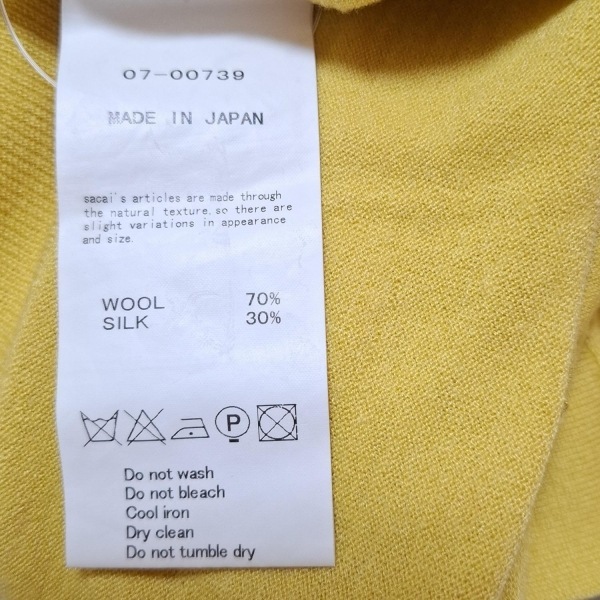 07-00739
MADE IN JAPAN
sacai's articles are made through
the natural texture.so there are
slight variations in appearance
and size.
WOOL 70%
SILK 30%
P
Do not wash
Do not bleach
Cool iron
Dry clean
Do not tumble dry